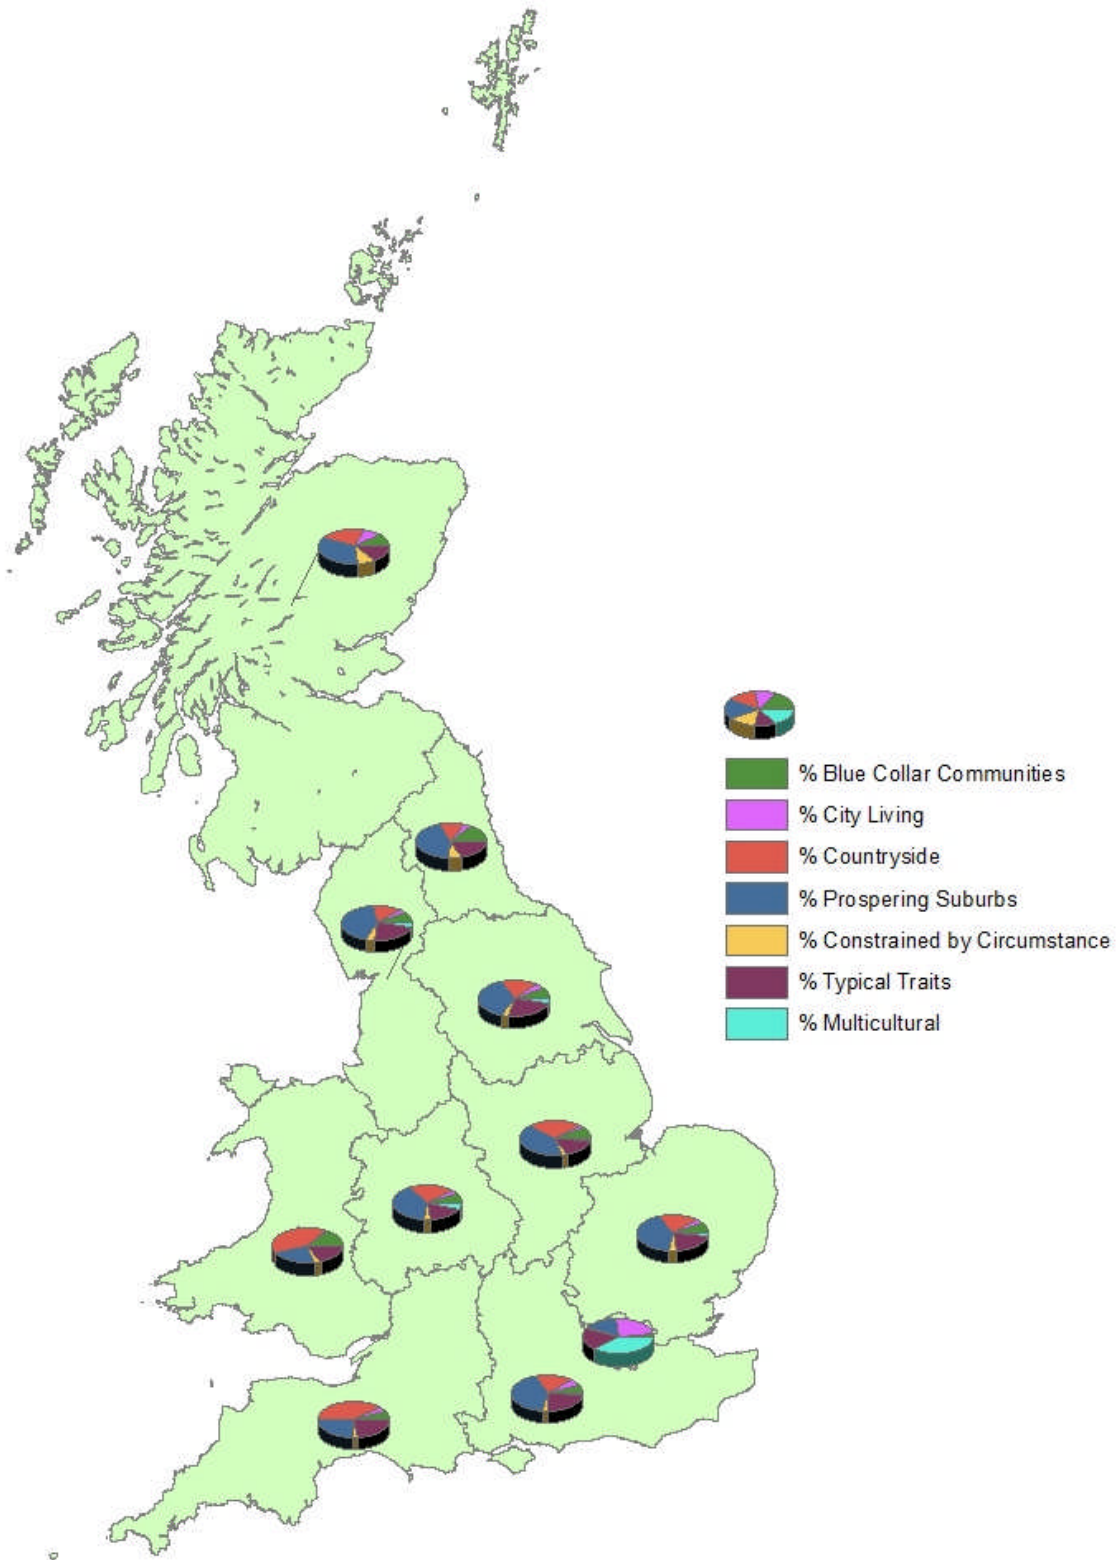 % Blue Collar Communities
% City Living
% Countryside
% Prospering Suburbs
% Constrained by Circumstance
% Typical Traits
% Multicultural